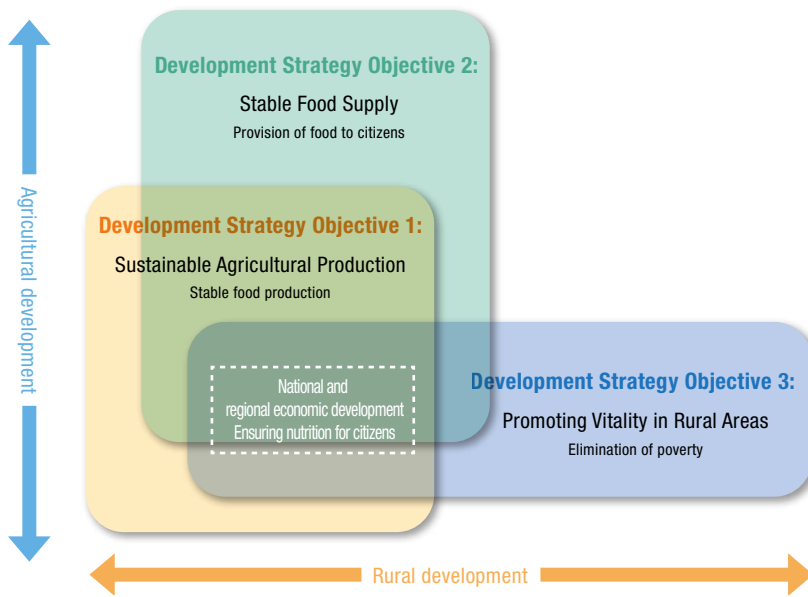 Development Strategy Objective 2:
Stable Food Supply
Provision of food to citizens
Agricultural development
Development Strategy Objective 1:
Sustainable Agricultural Production
Stable food production
National and
regional economic development
Ensuring nutrition for citizens
Development Strategy Objective 3:
Promoting Vitality in Rural Areas
Elimination of poverty
Rural development